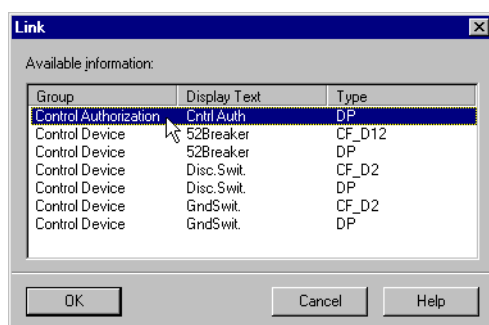 Link
Available information:
Group Display Text Type
Control Authorization Cntrl Auth DP
Control Device 52Breaker CF_D12
Control Device 52Breaker DP
Control Device Disc.Swit. CF_D2
Control Device Disc.Swit. DP
Control Device GndSwit. CF_D2
Control Device GndSwit. DP
OK Cancel Help